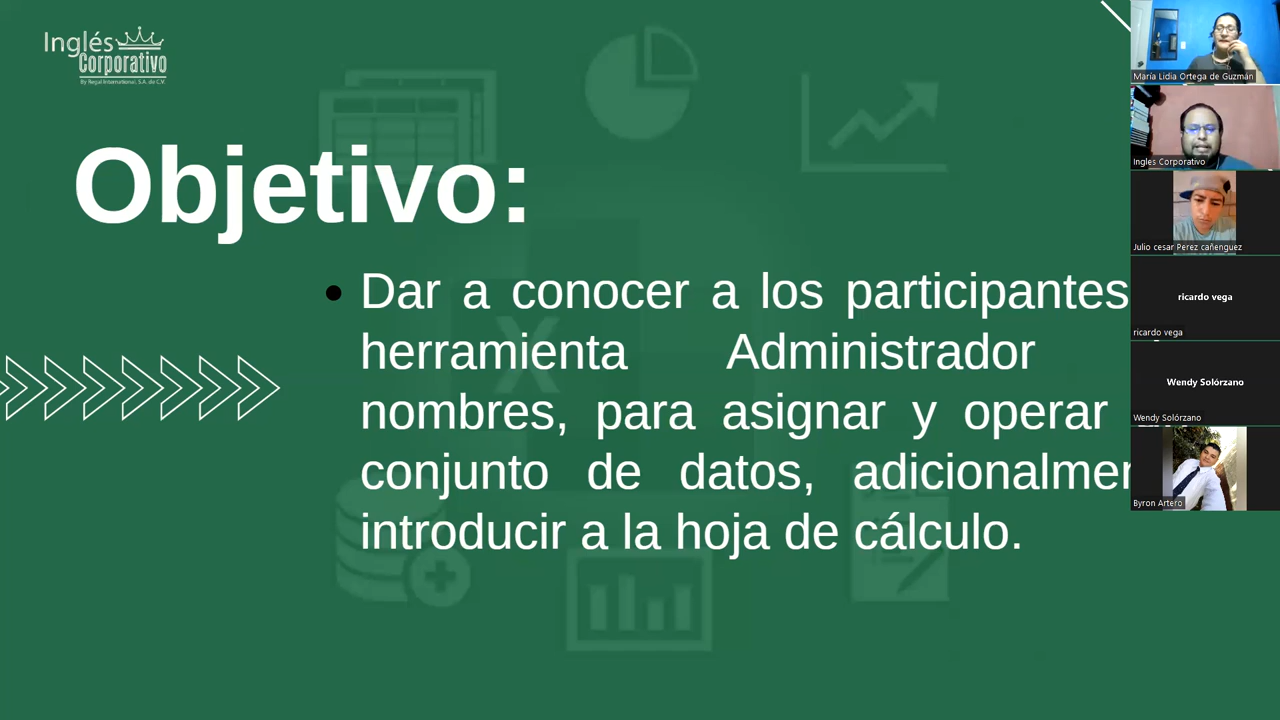 Inglés
Corporativo
By Regal International, S.A. de C.V.
Objetivo:
• Dar a conocer a los participantes
herramienta Administrador
nombres, para asignar y operar
conjunto de datos, adicionalmen
introducir a la hoja de cálculo.
X
María Lidia Ortega de Guzmán
Ingles Corporativo
Julio cesar Perez cañenguez
ricardo vega
ricardo vega
Wendy Solórzano
Wendy Solórzano
Byron Artero